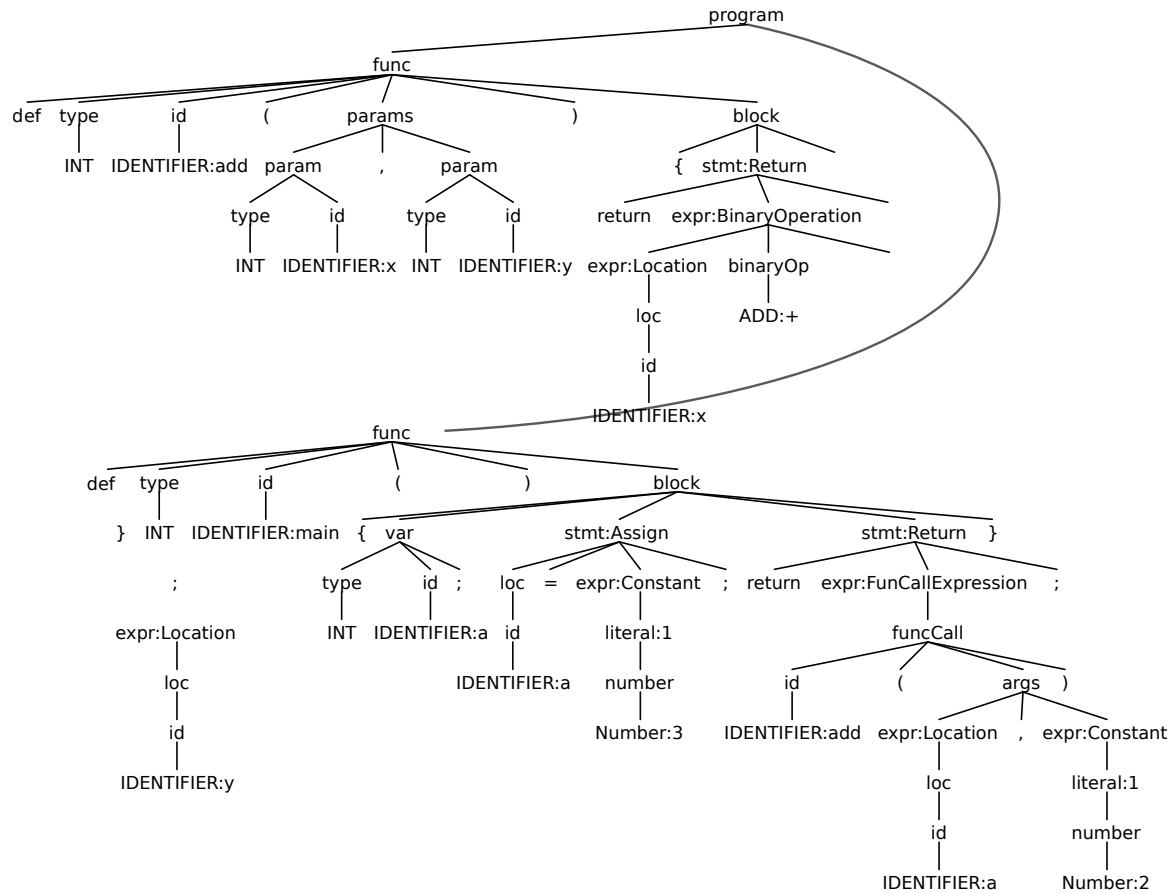 program
func
def type id ( params ) block
INT IDENTIFIER:add param , param { stmt:Return
type id type id return expr:BinaryOperation
INT IDENTIFIER:x INT IDENTIFIER:y expr:Location binaryOp
loc ADD:+
id
IDENTIFIER:x
func
def type id ( ) block
} INT IDENTIFIER:main { var stmt:Assign stmt:Return }
; type id ; loc = expr:Constant ; return expr:FunCallExpression ;
expr:Location INT IDENTIFIER:a id literal:1 funcCall
loc IDENTIFIER:a number id ( args )
id Number:3 IDENTIFIER:add expr:Location , expr:Constant
IDENTIFIER:y loc literal:1
id number
IDENTIFIER:a Number:2